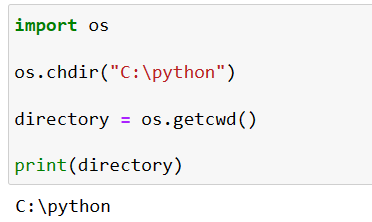 import os
os.chdir("C:\python")
directory = os.getcwd()
print(directory)
C:\python